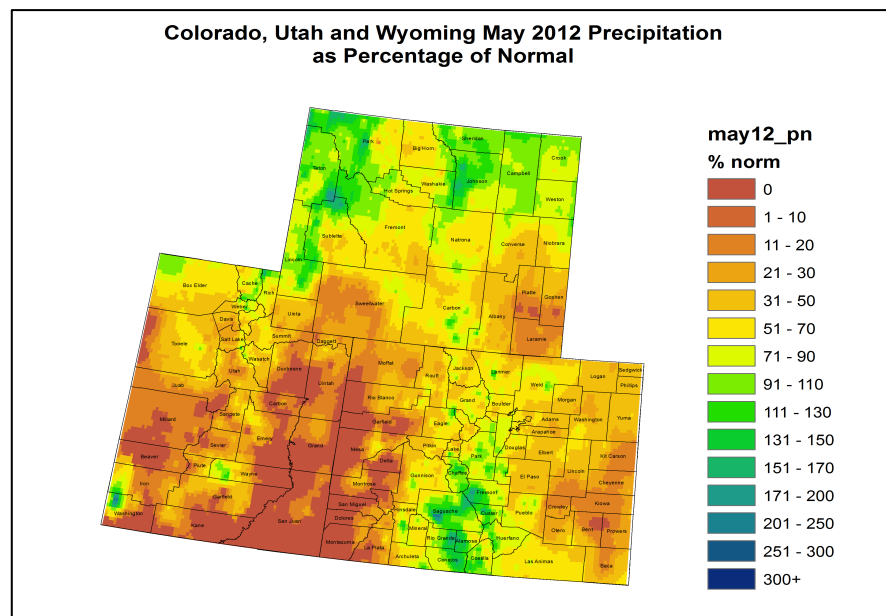 Colorado, Utah and Wyoming May 2012 Precipitation
as Percentage of Normal
may12_pn
% norm
0
1 - 10
11 - 20
21 - 30
31 - 50
51 - 70
71 - 90
91 - 110
111 - 130
131 - 150
151 - 170
171 - 200
201 - 250
251 - 300
300+
Park
Big Horn
Sheridan
Johnson
Campbell
Crook
Weston
Teton
Washakie
Hot Springs
Fremont
Sublette
Natrona
Converse
Niobrara
Lincoln
Platte
Goshen
Sweetwater
Carbon
Albany
Laramie
Uinta
Box Elder
Cache
Rich
Weber
Davis
Salt Lake
Summit
Daggett
Tooele
Wasatch
Duchesne
Uintah
Utah
Juab
Carbon
Millard
Sanpete
Emery
Grand
Sevier
Beaver
Piute
Wayne
Iron
Garfield
Washington
Kane
San Juan
Moffat
Routt
Jackson
Larimer
Weld
Logan
Sedgwick
Phillips
Rio Blanco
Grand
Boulder
Morgan
Yuma
Garfield
Eagle
Adams
Washington
Arapahoe
Mesa
Pitkin
Lake
Park
Douglas
Elbert
Kit Carson
Delta
Gunnison
Chaffee
El Paso
Lincoln
Cheyenne
Montrose
Fremont
Kiowa
San Miguel
Saguache
Custer
Pueblo
Crowley
Dolores
Hinsdale
Mineral
Otero
Bent
Prowers
Rio Grande
Alamosa
Huerfano
Montezuma
La Plata
Archuleta
Conejos
Costilla
Las Animas
Baca